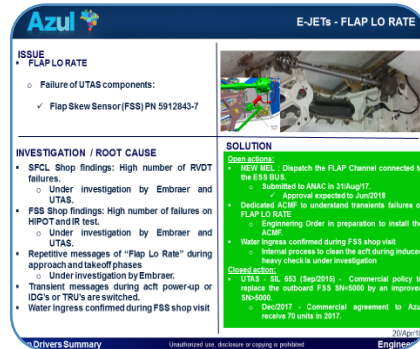 Azul
E-JETs - FLAP LO RATE
ISSUE
▪ FLAP LO RATE
o Failure of UTAS components:
✓ Flap Skew Sensor (FSS) PN 5912843-7
INVESTIGATION / ROOT CAUSE
▪ SFCL Shop findings: High number of RVDT
failures.
o Under investigation by Embraer and
UTAS.
▪ FSS Shop findings: High number of failures on
HIPOT and IR test.
o Under investigation by Embraer and
UTAS.
▪ Repetitive messages of "Flap Lo Rate" during
approach and takeoff phases
o Under investigation by Embraer.
▪ Transient messages during acft power-up or
IDG's or TRU's are switched.
▪ Water Ingress confirmed during FSS shop visit
SOLUTION
Open actions:
▪ NEW MEL : Dispatch the FLAP Channel connected to
the ESS BUS.
o Submitted to ANAC in 31/Aug/17.
▪ Approval expected to Jun/2018
▪ Dedicated ACMF to understand transients failures of
FLAP LO RATE
o Engineering Order in preparation to install the
ACMF.
▪ Water Ingress confirmed during FSS shop visit
o Internal process to clean the acft during induced
heavy check is under investigation
Closed action:
▪ UTAS - SIL 653 (Sep/2015) - Commercial policy to
replace the outboard FSS SN<5000 by an improved
SN>5000.
o Dec/2017 - Commercial agreement to Azul
receive 70 units in 2017.
20/Apr/18
p Drivers Summary
Unauthorized use, disclosure or copying is prohibited
Enginee